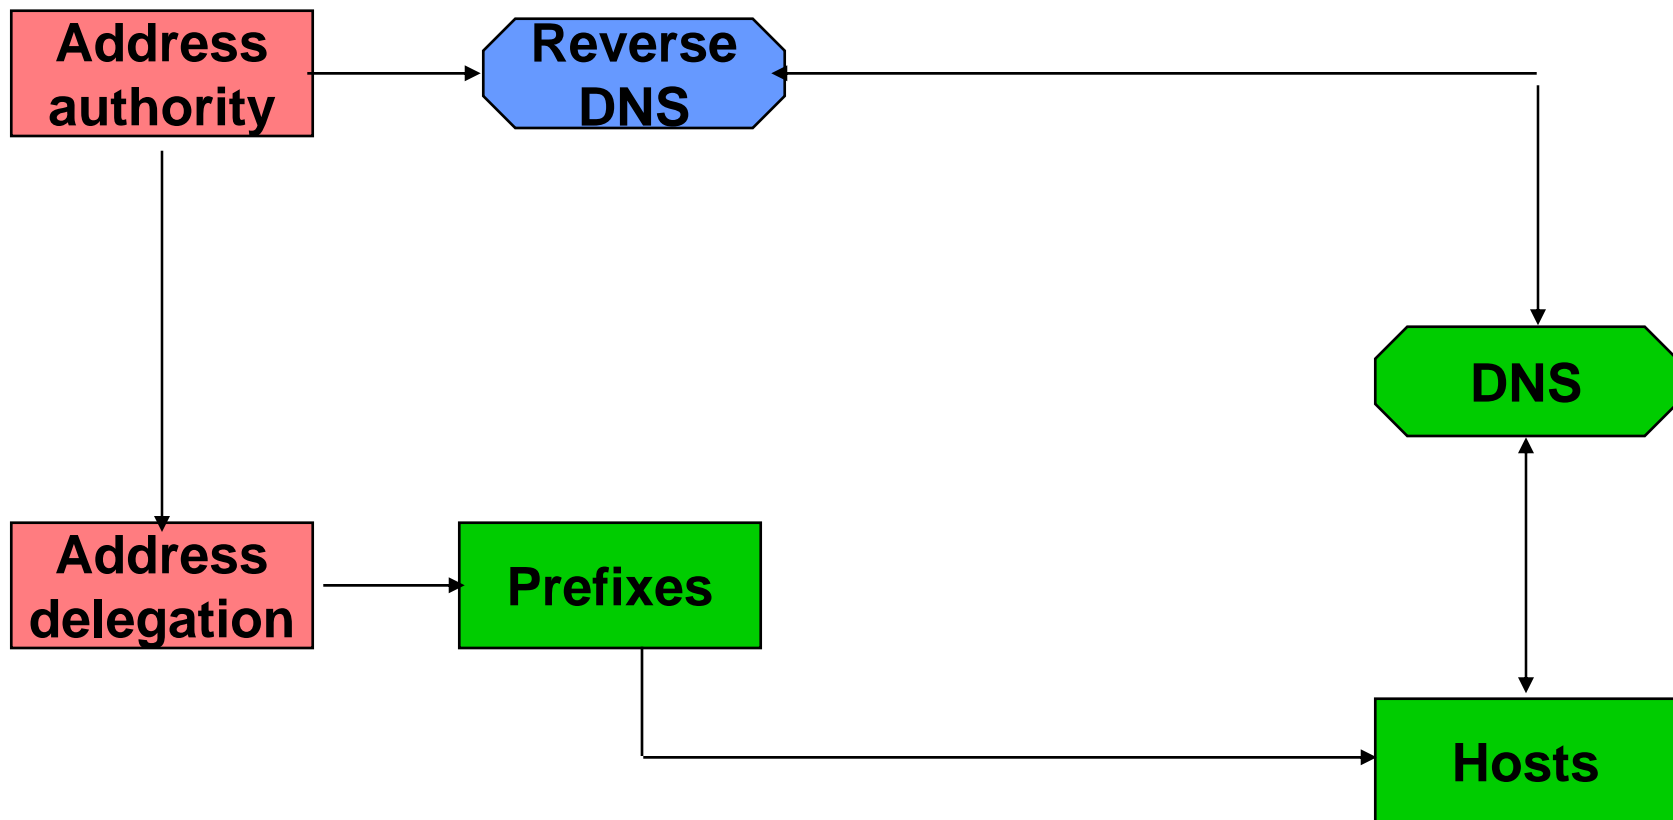 Address
authority
Reverse
DNS
DNS
Address
delegation
Prefixes
Hosts